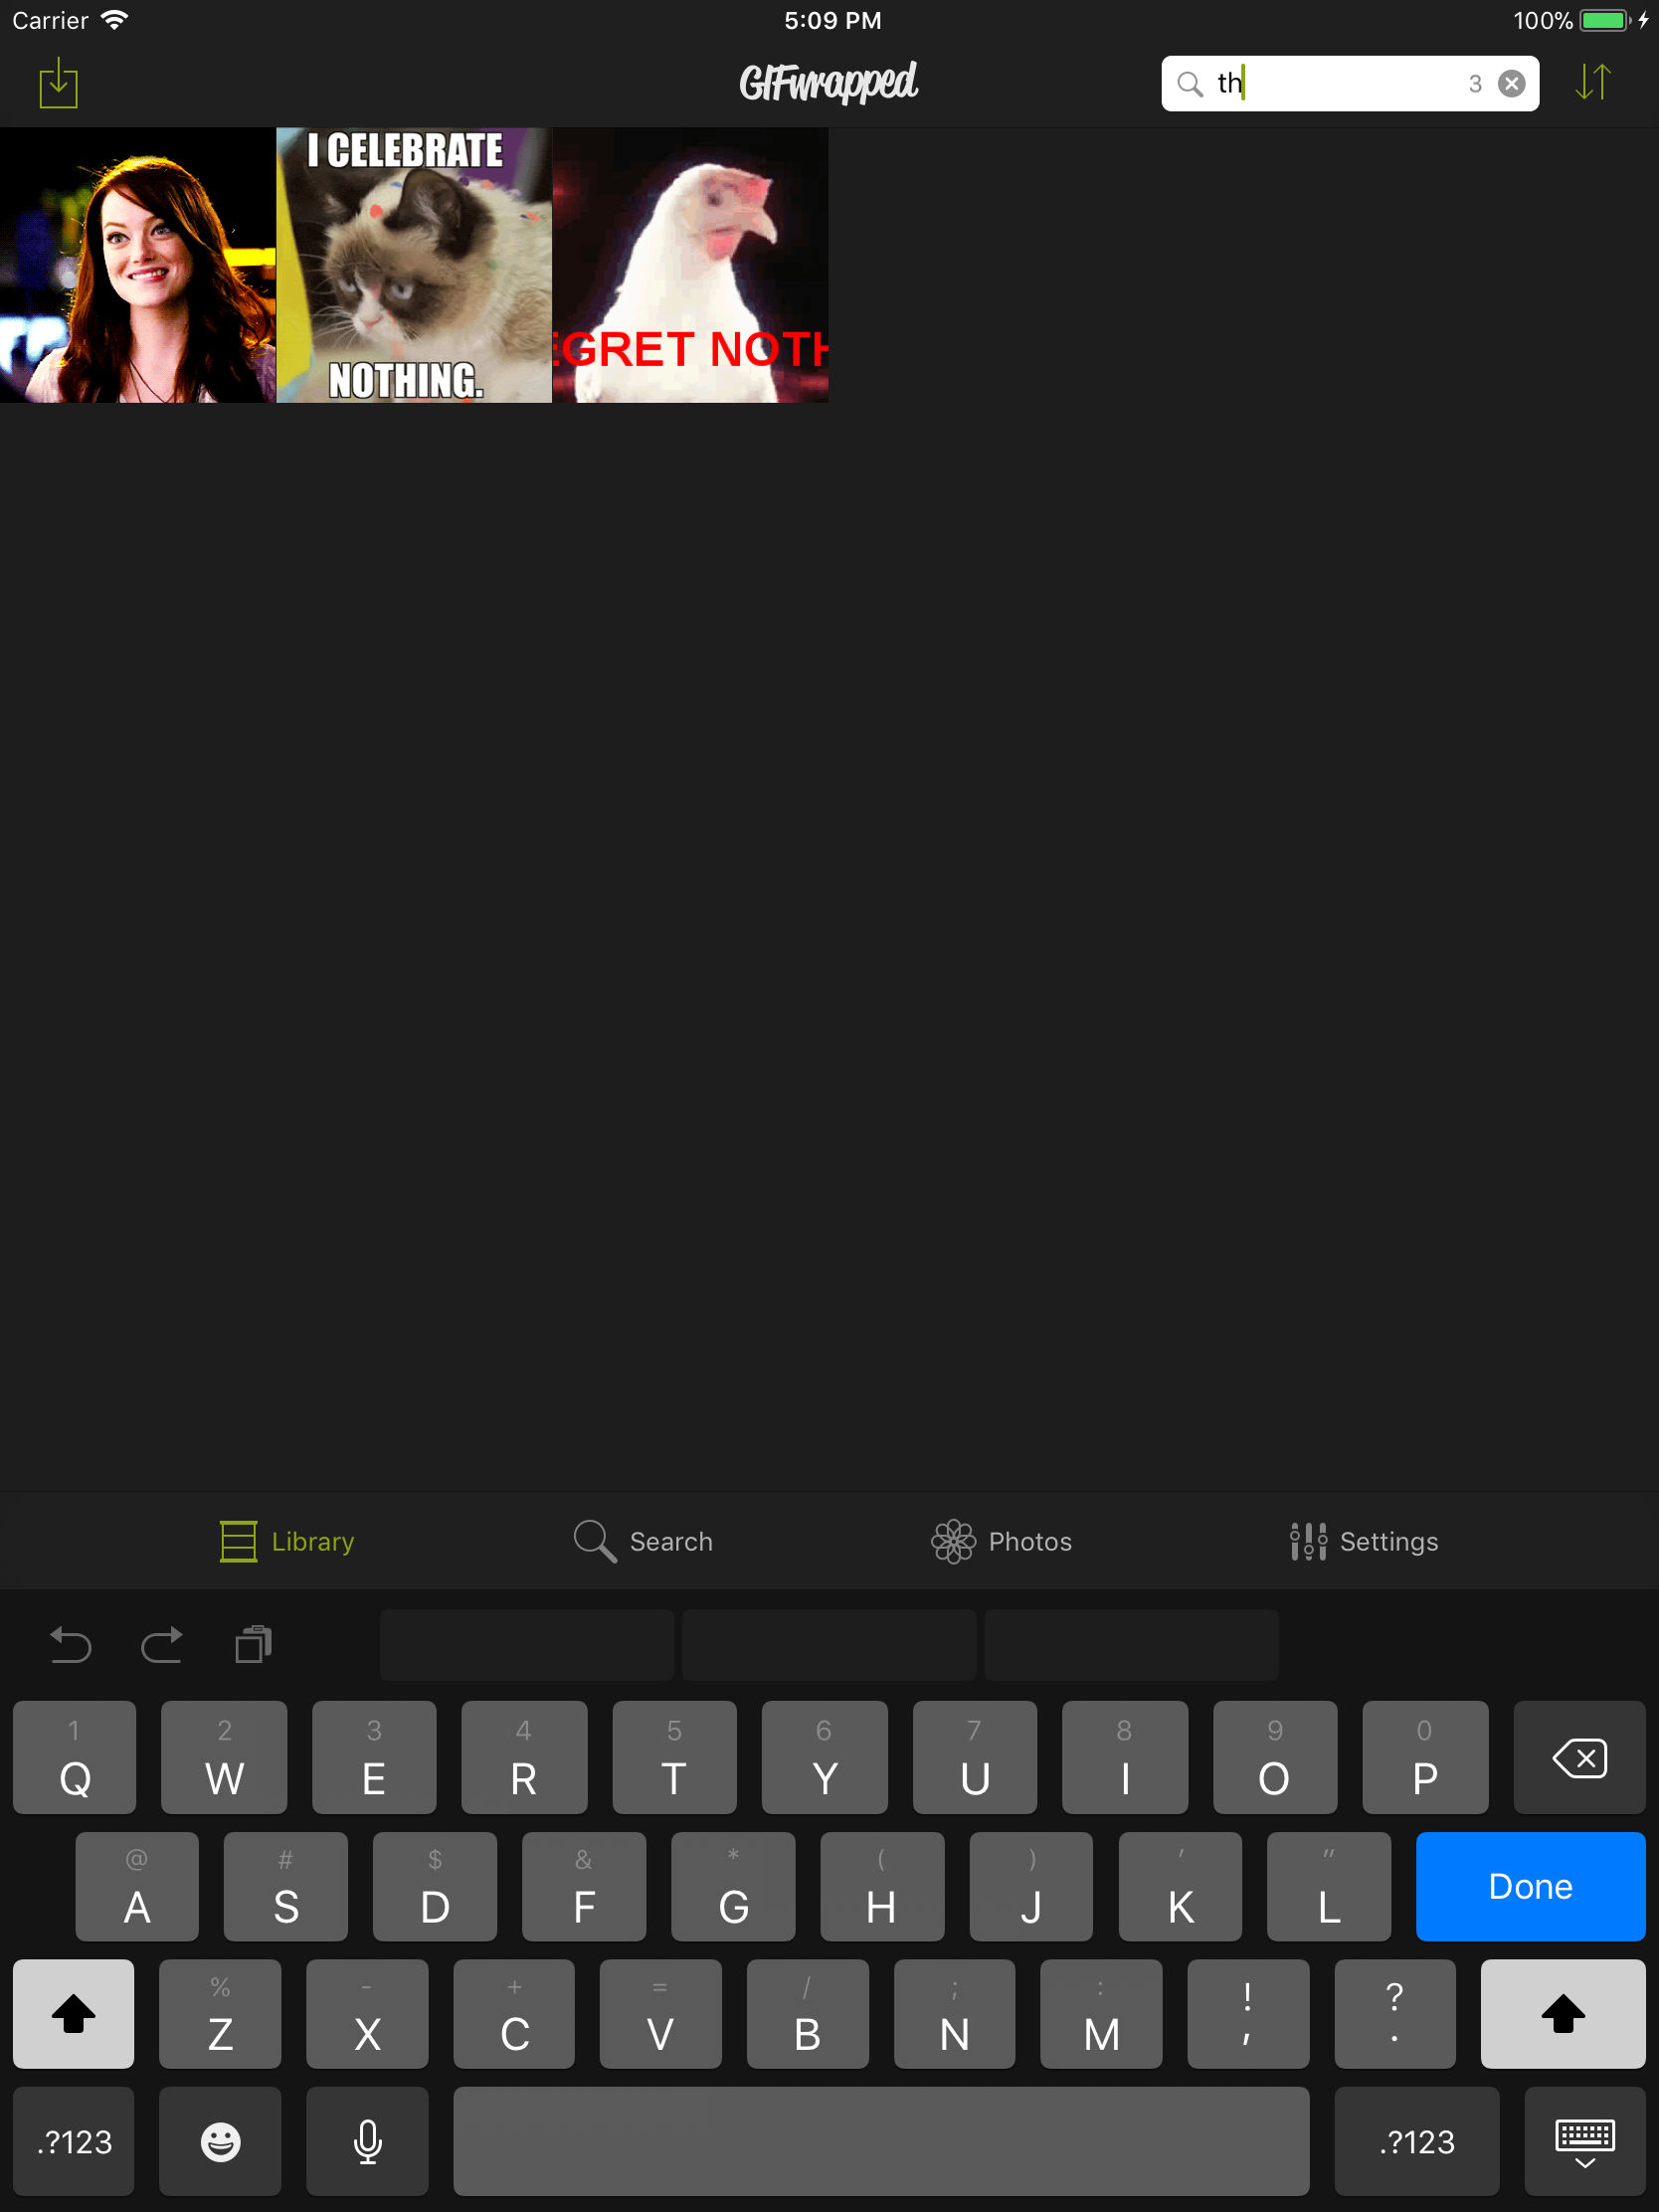 Carrier 5:09 PM 100%
GIFwrapped th 3
I CELEBRATE
NOTHING.
EGRET NOTH
Library Search Photos Settings
1 2 3 4 5 6 7 8 9 0
Q W E R T Y U I O P
@ # $ & * ( ) ' "
A S D F G H J K L Done
% - + = / ; : ! ?
Z X C V B N M , .
.?123 .?123